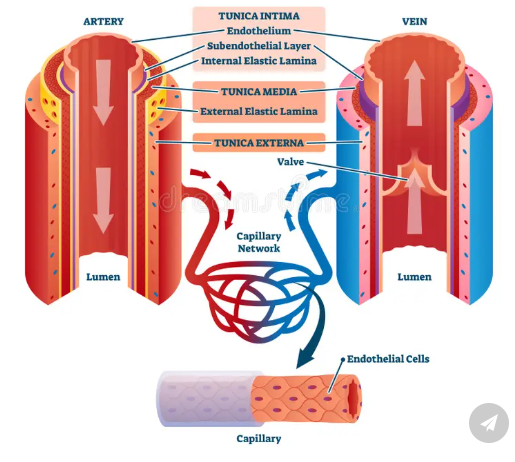 ARTERY
TUNICA INTIMA
VEIN
Endothelium
Subendothelial Layer
Internal Elastic Lamina
TUNICA MEDIA
External Elastic Lamina
TUNICA EXTERNA
Valve
dreamstime
Capillary
Network
Lumen
Lumen
Endothelial Cells
Capillary